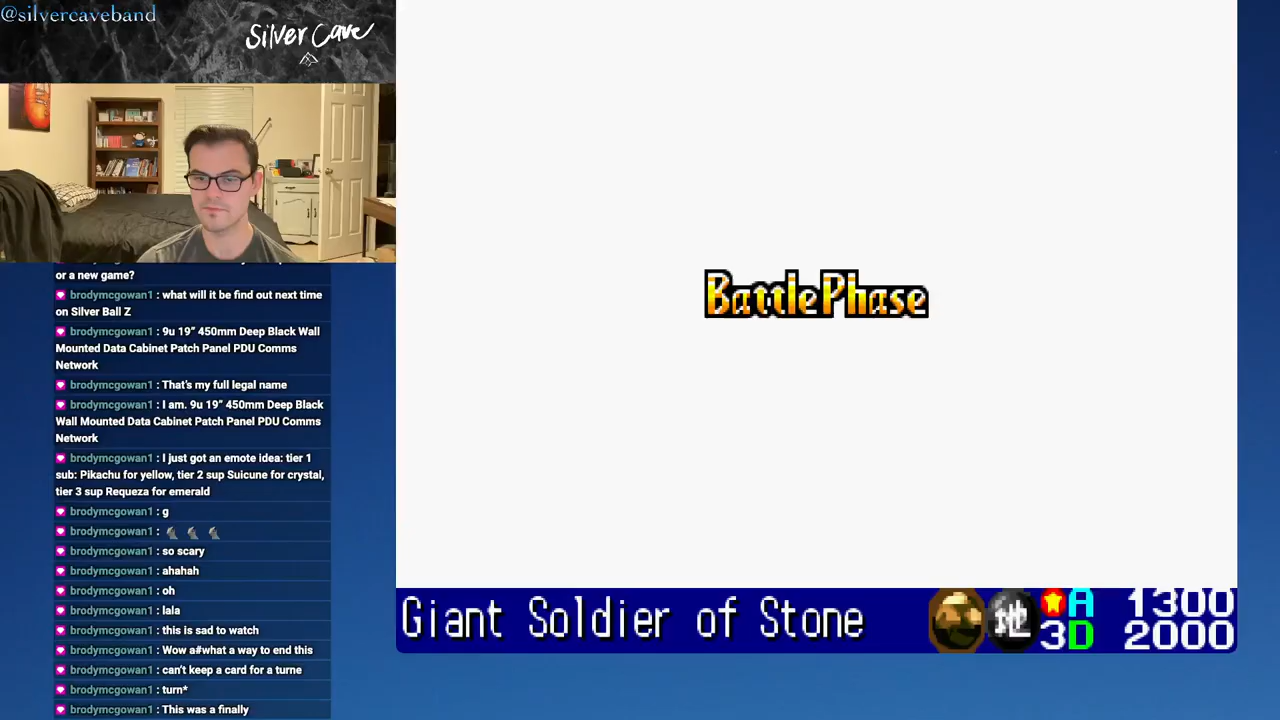 @silvercaveband
Silver Cave
or a new game?
brodymcgowan1 : what will it be find out next time
on Silver Ball Z
brodymcgowan1 : 9u 19” 450mm Deep Black Wall
Mounted Data Cabinet Patch Panel PDU Comms
Network
brodymcgowan1 : That’s my full legal name
brodymcgowan1 : I am. 9u 19” 450mm Deep Black
Wall Mounted Data Cabinet Patch Panel PDU Comms
Network
brodymcgowan1 : I just got an emote idea: tier 1
sub: Pikachu for yellow, tier 2 sup Suicune for crystal,
tier 3 sup Requeza for emerald
brodymcgowan1 : g
brodymcgowan1 :
brodymcgowan1 : so scary
brodymcgowan1 : ahahah
brodymcgowan1 : oh
brodymcgowan1 : lala
brodymcgowan1 : this is sad to watch
brodymcgowan1 : Wow a#what a way to end this
brodymcgowan1 : can’t keep a card for a turne
brodymcgowan1 : turn*
brodymcgowan1 : This was a finally
Battle Phase
Giant Soldier of Stone 地 A 1300
3 D 2000